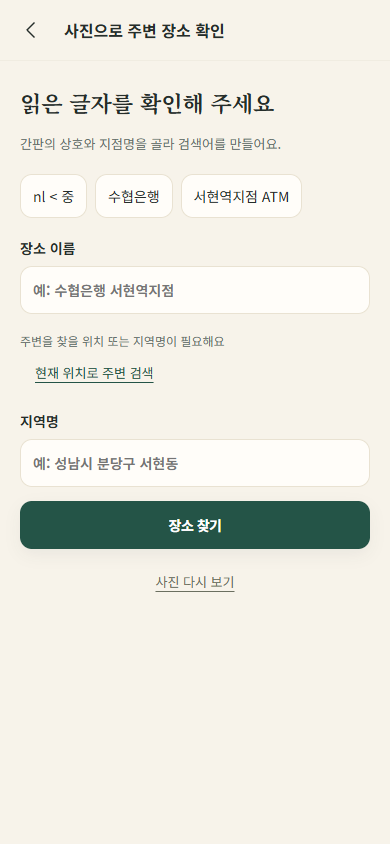 사진으로 주변 장소 확인
읽은 글자를 확인해 주세요
간판의 상호와 지점명을 골라 검색어를 만들어요.
nl < 중 수협은행 서현역지점 ATM
장소 이름
예: 수협은행 서현역지점
주변을 찾을 위치 또는 지역명이 필요해요
현재 위치로 주변 검색
지역명
예: 성남시 분당구 서현동
장소 찾기
사진 다시 보기